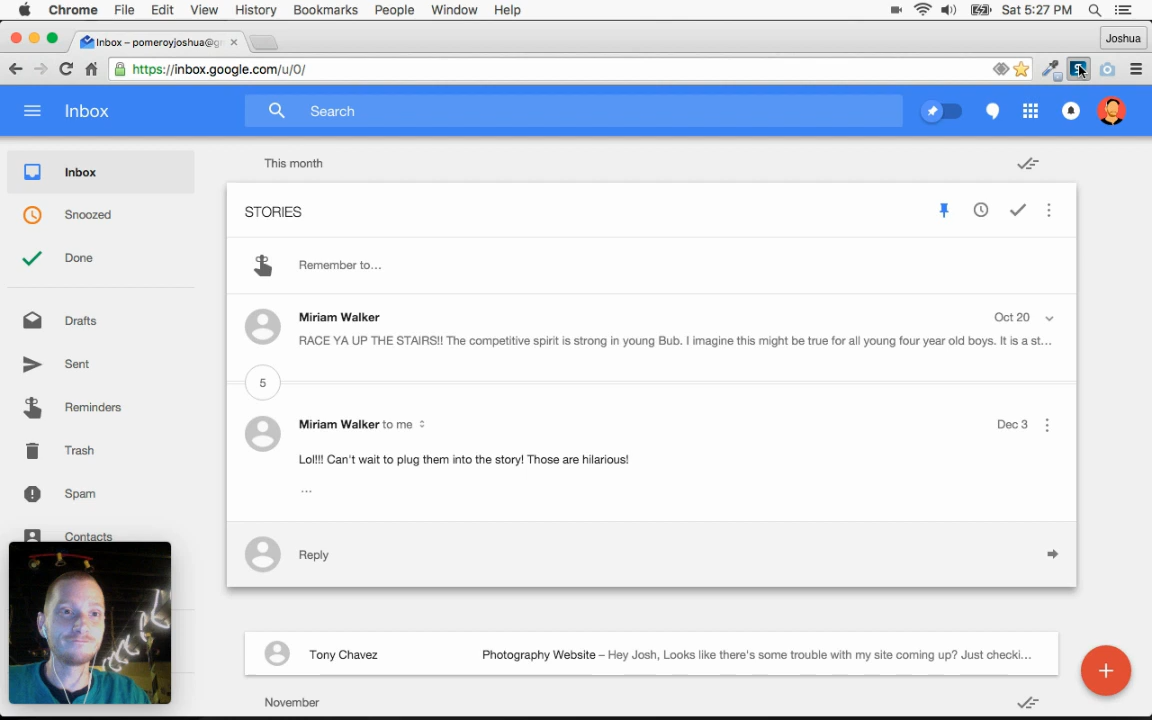 Chrome File Edit View History Bookmarks People Window Help Sat 5:27 PM
Inbox – pomeroyjoshua@g
Joshua
https://inbox.google.com/u/0/
Inbox
Search
This month
Inbox
Snoozed
Done
Drafts
Sent
Reminders
Trash
Spam
Contacts
STORIES
Remember to…
Miriam Walker Oct 20
RACE YA UP THE STAIRS!! The competitive spirit is strong in young Bub. I imagine this might be true for all young four year old boys. It is a st…
5
Miriam Walker to me Dec 3
Lol!!! Can't wait to plug them into the story! Those are hilarious!
…
Reply
Tony Chavez Photography Website – Hey Josh, Looks like there's some trouble with my site coming up? Just checki…
November